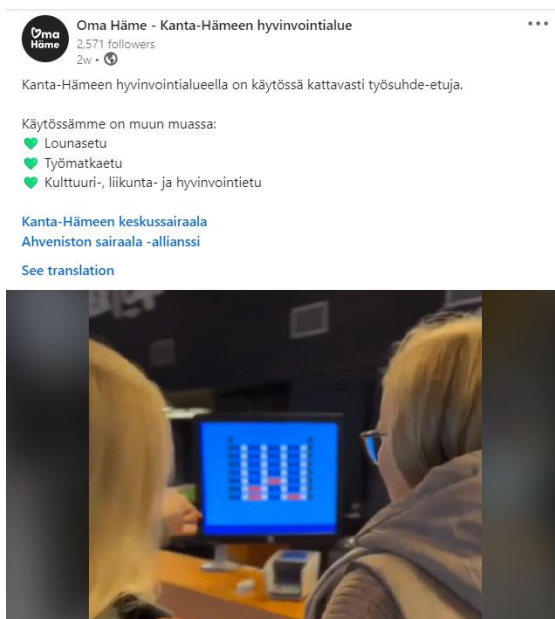 Oma
Häme
Oma Häme - Kanta-Hämeen hyvinvointialue
2,571 followers
2w •
Kanta-Hämeen hyvinvointialueella on käytössä kattavasti työsuhde-etuja.
Käytössämme on muun muassa:
💚 Lounasetu
💚 Työmatkaetu
💚 Kulttuuri-, liikunta- ja hyvinvointietu
Kanta-Hämeen keskussairaala
Ahveniston sairaala -allianssi
See translation